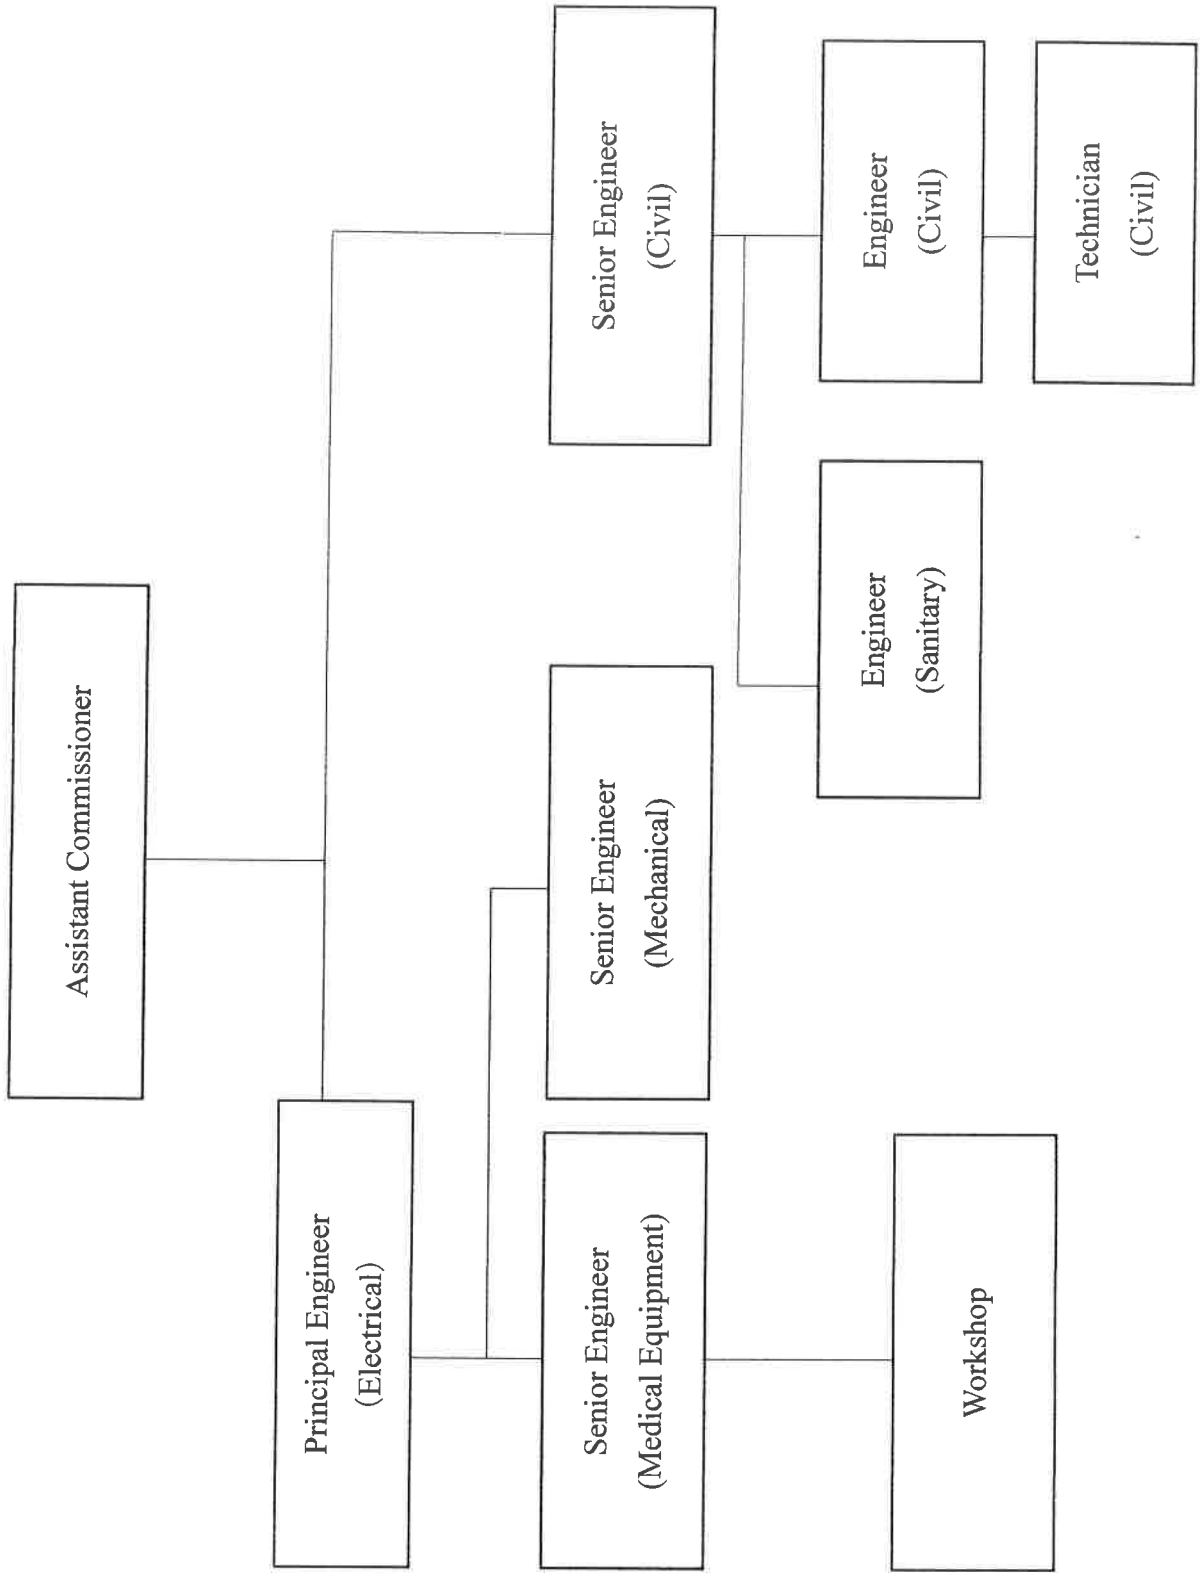 Assistant Commissioner
Principal Engineer
(Electrical)
Senior Engineer
(Medical Equipment)
Senior Engineer
(Mechanical)
Senior Engineer
(Civil)
Workshop
Engineer
(Sanitary)
Engineer
(Civil)
Technician
(Civil)